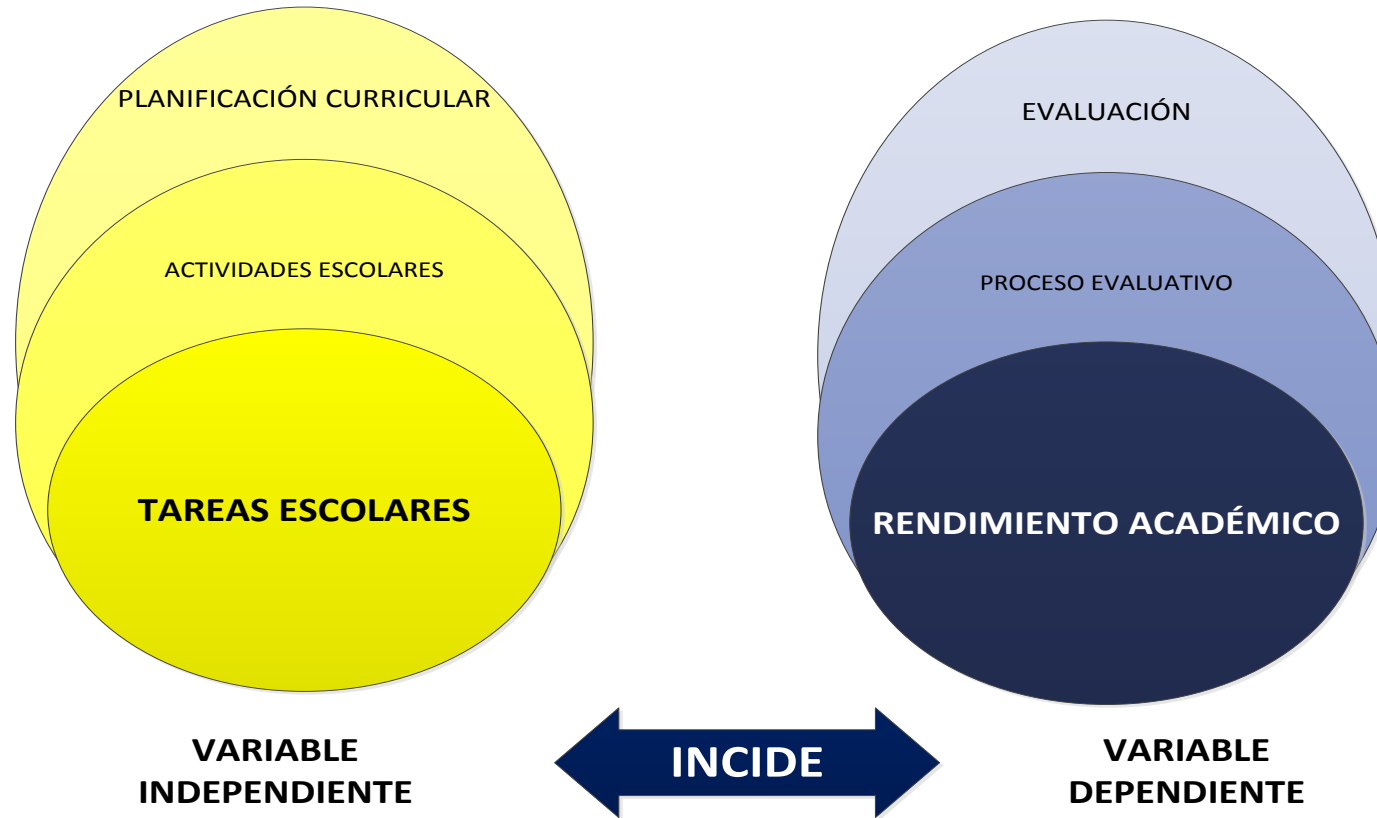 PLANIFICACIÓN CURRICULAR
ACTIVIDADES ESCOLARES
TAREAS ESCOLARES
VARIABLE
INDEPENDIENTE
INCIDE
EVALUACIÓN
PROCESO EVALUATIVO
RENDIMIENTO ACADÉMICO
VARIABLE
DEPENDIENTE